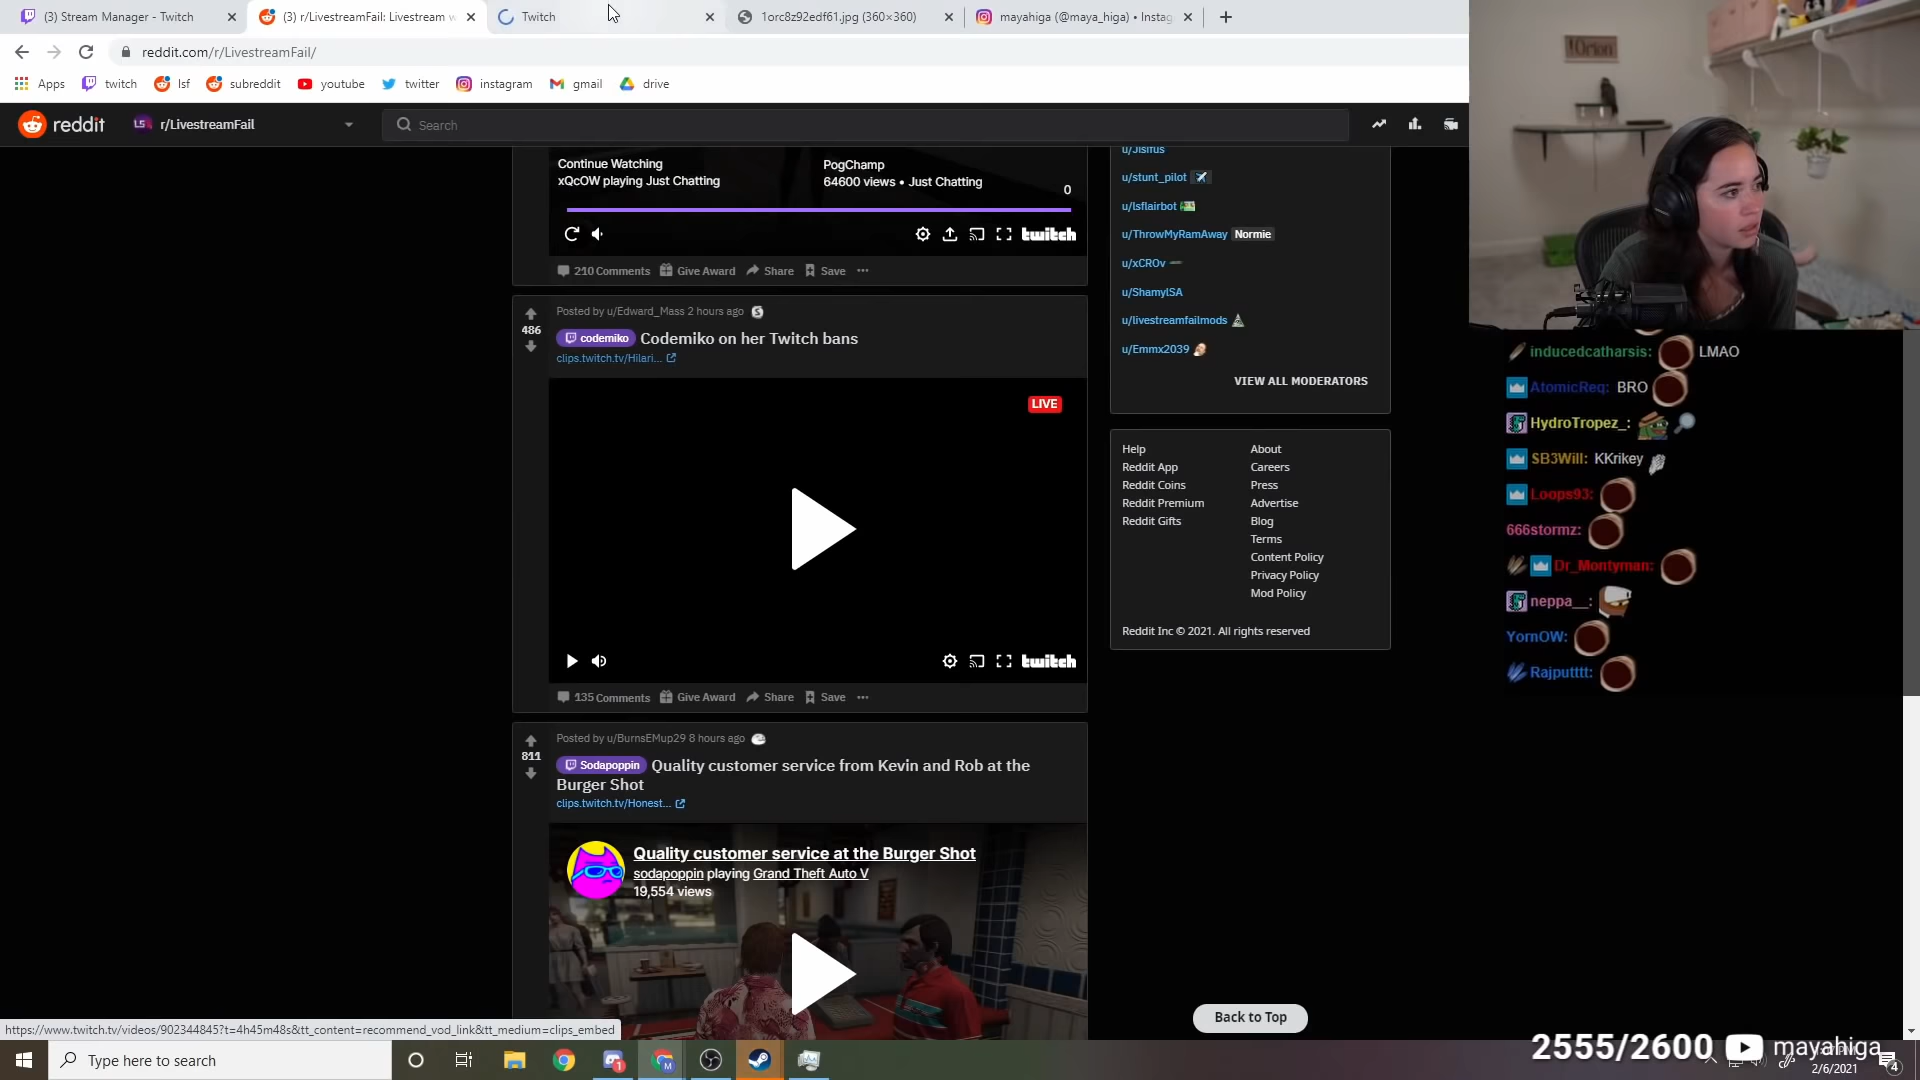 (3) Stream Manager - Twitch
(3) r/LivestreamFail: Livestream w
Twitch
1orc8z92edf61.jpg (360×360)
mayahiga (@maya_higa) • Instag
reddit.com/r/LivestreamFail/
Apps
twitch
lsf
subreddit
youtube
twitter
instagram
gmail
drive
reddit
r/LivestreamFail
Search
Continue Watching
xQcOW playing Just Chatting
PogChamp
64600 views • Just Chatting
0
twitch
210 Comments
Give Award
Share
Save
486
Posted by u/Edward_Mass 2 hours ago
codemiko
Codemiko on her Twitch bans
clips.twitch.tv/Hilari...
LIVE
twitch
135 Comments
Give Award
Share
Save
811
Posted by u/BurnsEMup29 8 hours ago
Sodapoppin
Quality customer service from Kevin and Rob at the
Burger Shot
clips.twitch.tv/Honest...
Quality customer service at the Burger Shot
sodapoppin playing Grand Theft Auto V
19,554 views
u/Jisifus
u/stunt_pilot
u/lsflairbot
u/ThrowMyRamAway Normie
u/xCROv
u/ShamylSA
u/livestreamfailmods
u/Emmx2039
VIEW ALL MODERATORS
Help
Reddit App
Reddit Coins
Reddit Premium
Reddit Gifts
About
Careers
Press
Advertise
Blog
Terms
Content Policy
Privacy Policy
Mod Policy
Reddit Inc © 2021. All rights reserved
Back to Top
!Orion
inducedcatharsis: LMAO
AtomicReq: BRO
HydroTropez_:
SB3Will: KKrikey
Loops93:
666stormz:
Dr_Montyman:
neppa__:
YornOW:
Rajputttt:
https://www.twitch.tv/videos/902344845?t=4h45m48s&tt_content=recommend_vod_link&tt_medium=clips_embed
Type here to search
1
M
2555/2600
mayahiga
2/6/2021
4